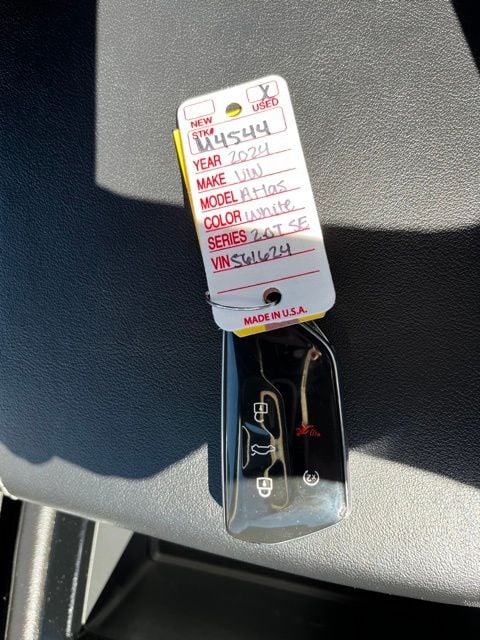 NEW X USED
STK# M4544
YEAR 2024
MAKE VW
MODEL Atlas
COLOR white
SERIES 2.0T SE
VIN 561624
MADE IN U.S.A.